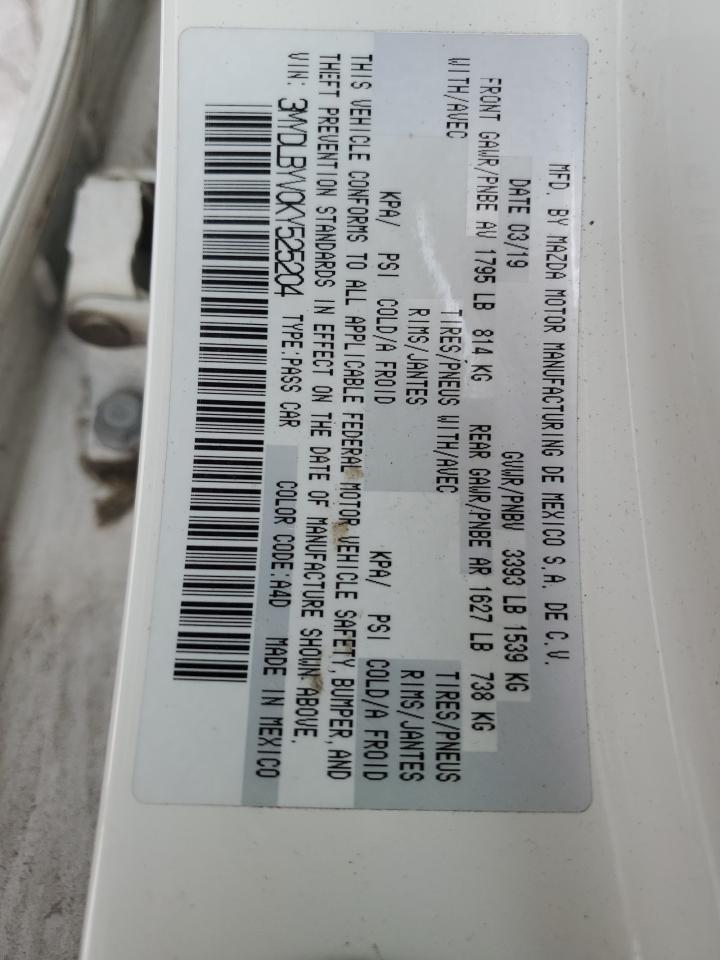 MFD. BY MAZDA MOTOR MANUFACTURING DE MEXICO S.A. DE C.V.
DATE 03/19 GVWR/PNBV 3393 LB 1539 KG
FRONT GAWR/PNBE AV 1795 LB 814 KG REAR GAWR/PNBE AR 1627 LB 738 KG
WITH/AVEC TIRES/PNEUS WITH/AVEC TIRES/PNEUS
RIMS/JANTES RIMS/JANTES
KPA/ PSI COLD/A FROID KPA/ PSI COLD/A FROID
THIS VEHICLE CONFORMS TO ALL APPLICABLE FEDERAL MOTOR VEHICLE SAFETY, BUMPER, AND
THEFT PREVENTION STANDARDS IN EFFECT ON THE DATE OF MANUFACTURE SHOWN ABOVE.
VIN: 3MYDLBYV0KY525204 TYPE:PASS CAR COLOR CODE:A4D MADE IN MEXICO